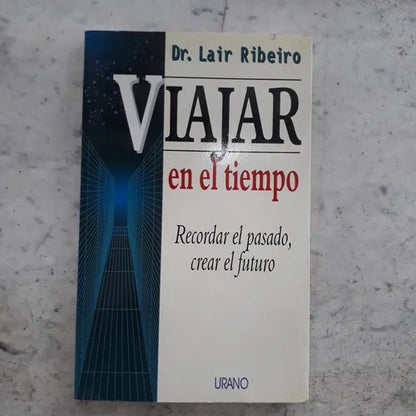 Dr. Lair Ribeiro
VIAJAR
en el tiempo
Recordar el pasado,
crear el futuro
URANO